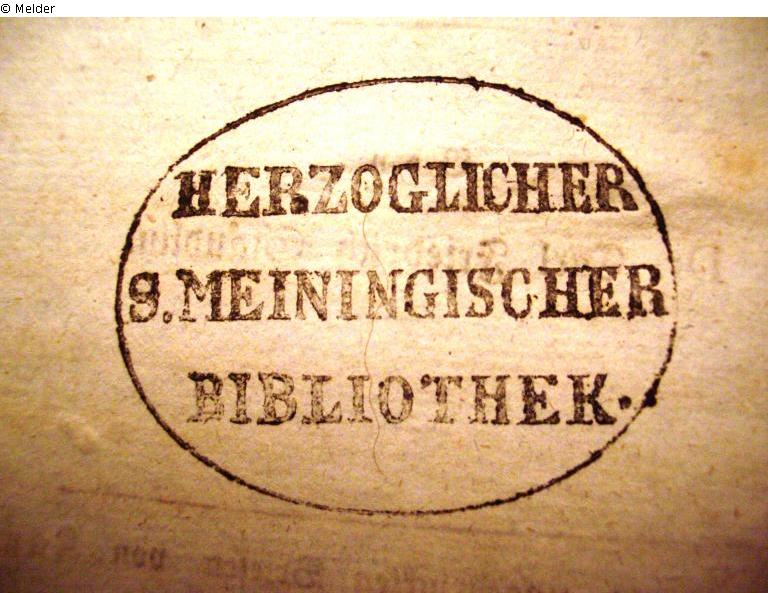 © Melder
HERZOGLICHER
S. MEININGISCHER
BIBLIOTHEK.